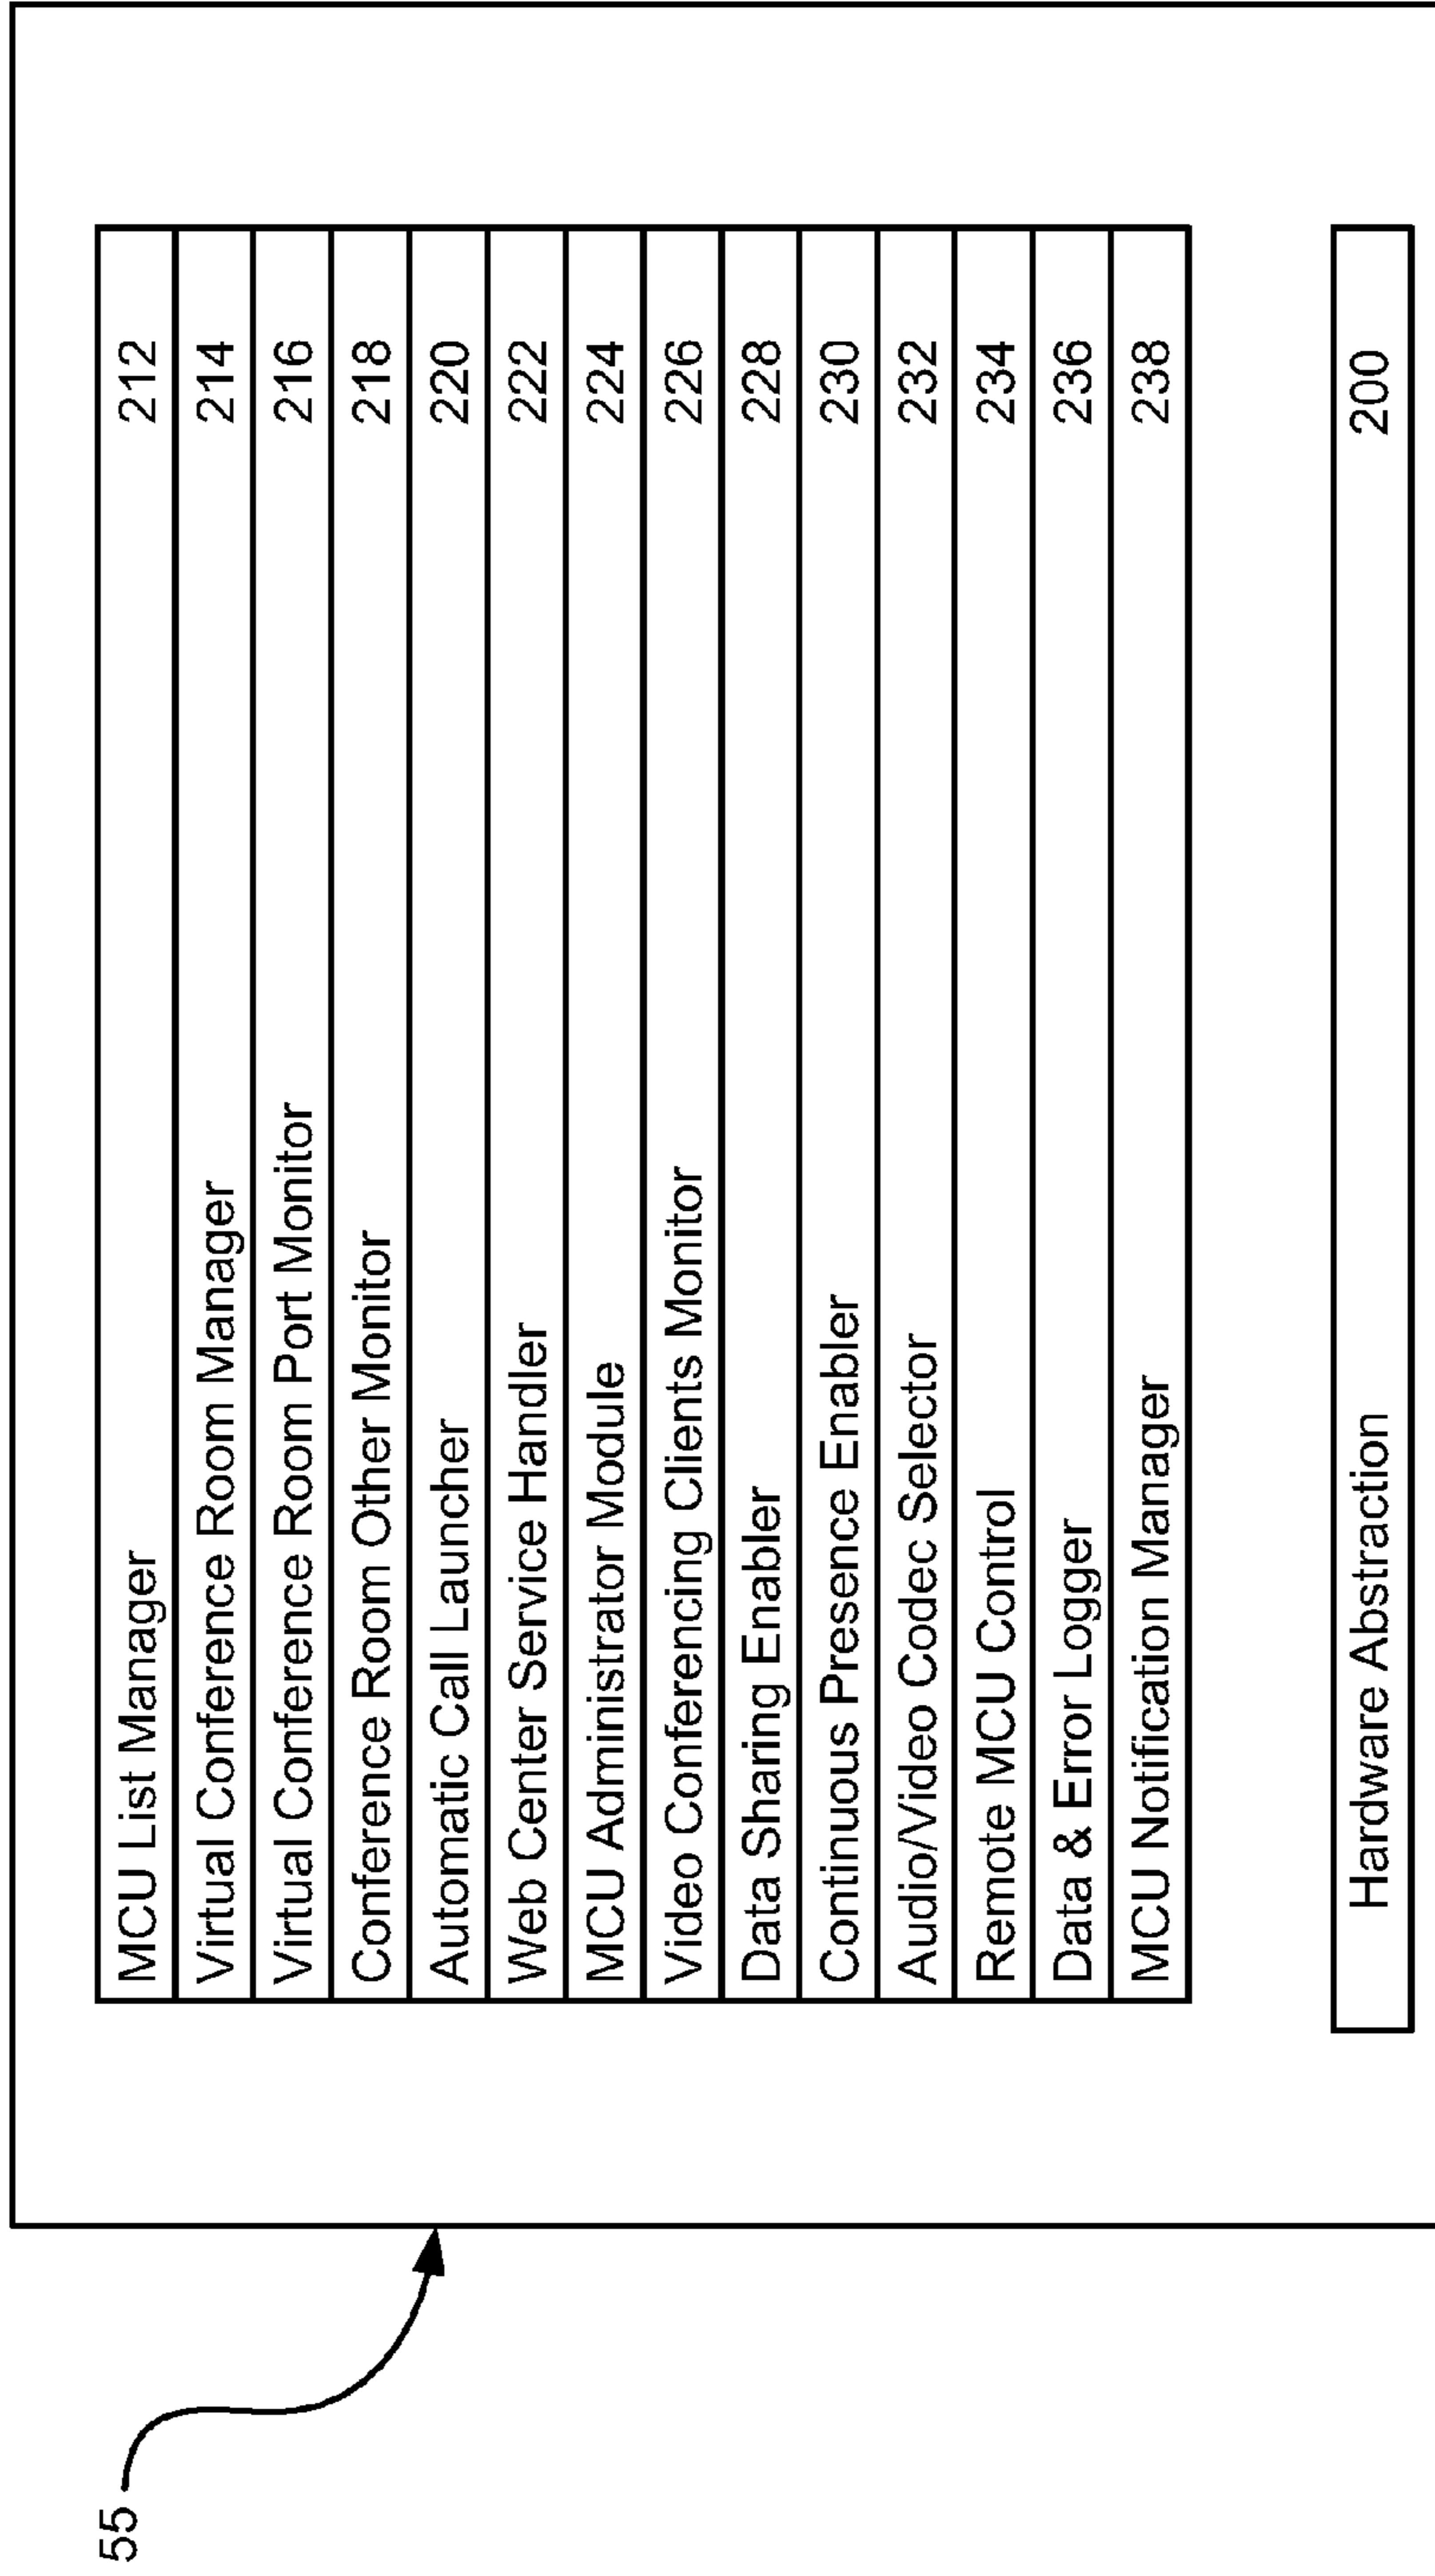 55
MCU List Manager 212
Virtual Conference Room Manager 214
Virtual Conference Room Port Monitor 216
Conference Room Other Monitor 218
Automatic Call Launcher 220
Web Center Service Handler 222
MCU Administrator Module 224
Video Conferencing Clients Monitor 226
Data Sharing Enabler 228
Continuous Presence Enabler 230
Audio/Video Codec Selector 232
Remote MCU Control 234
Data & Error Logger 236
MCU Notification Manager 238
Hardware Abstraction 200